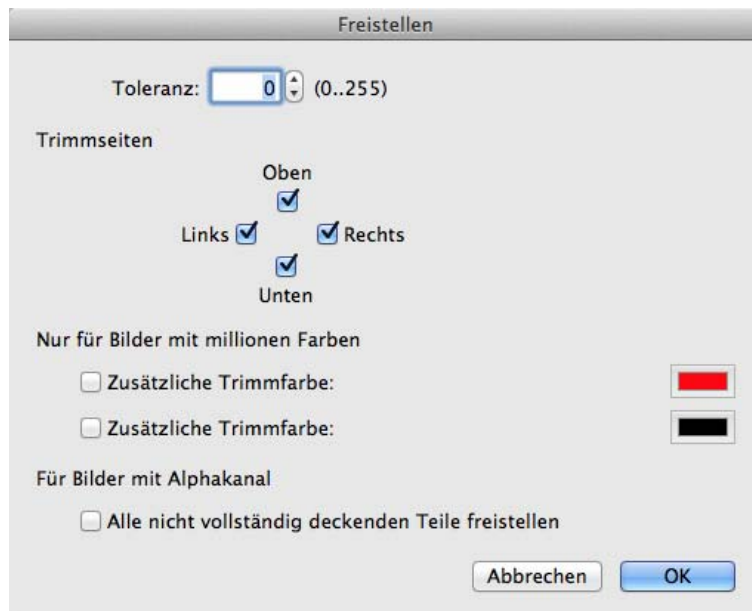 Freistellen
Toleranz: 0 (0..255)
Trimmseiten
Oben
Links Rechts
Unten
Nur für Bilder mit millionen Farben
Zusätzliche Trimmfarbe:
Zusätzliche Trimmfarbe:
Für Bilder mit Alphakanal
Alle nicht vollständig deckenden Teile freistellen
Abbrechen OK